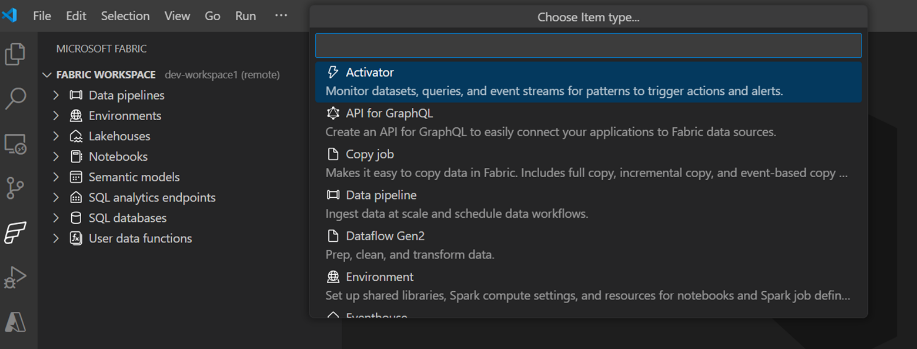 File Edit Selection View Go Run ···
Choose Item type...
MICROSOFT FABRIC
FABRIC WORKSPACE dev-workspace1 (remote)
Data pipelines
Environments
Lakehouses
Notebooks
Semantic models
SQL analytics endpoints
SQL databases
User data functions
Activator
Monitor datasets, queries, and event streams for patterns to trigger actions and alerts.
API for GraphQL
Create an API for GraphQL to easily connect your applications to Fabric data sources.
Copy job
Makes it easy to copy data in Fabric. Includes full copy, incremental copy, and event-based copy ...
Data pipeline
Ingest data at scale and schedule data workflows.
Dataflow Gen2
Prep, clean, and transform data.
Environment
Set up shared libraries, Spark compute settings, and resources for notebooks and Spark job defin...
Eventhouse